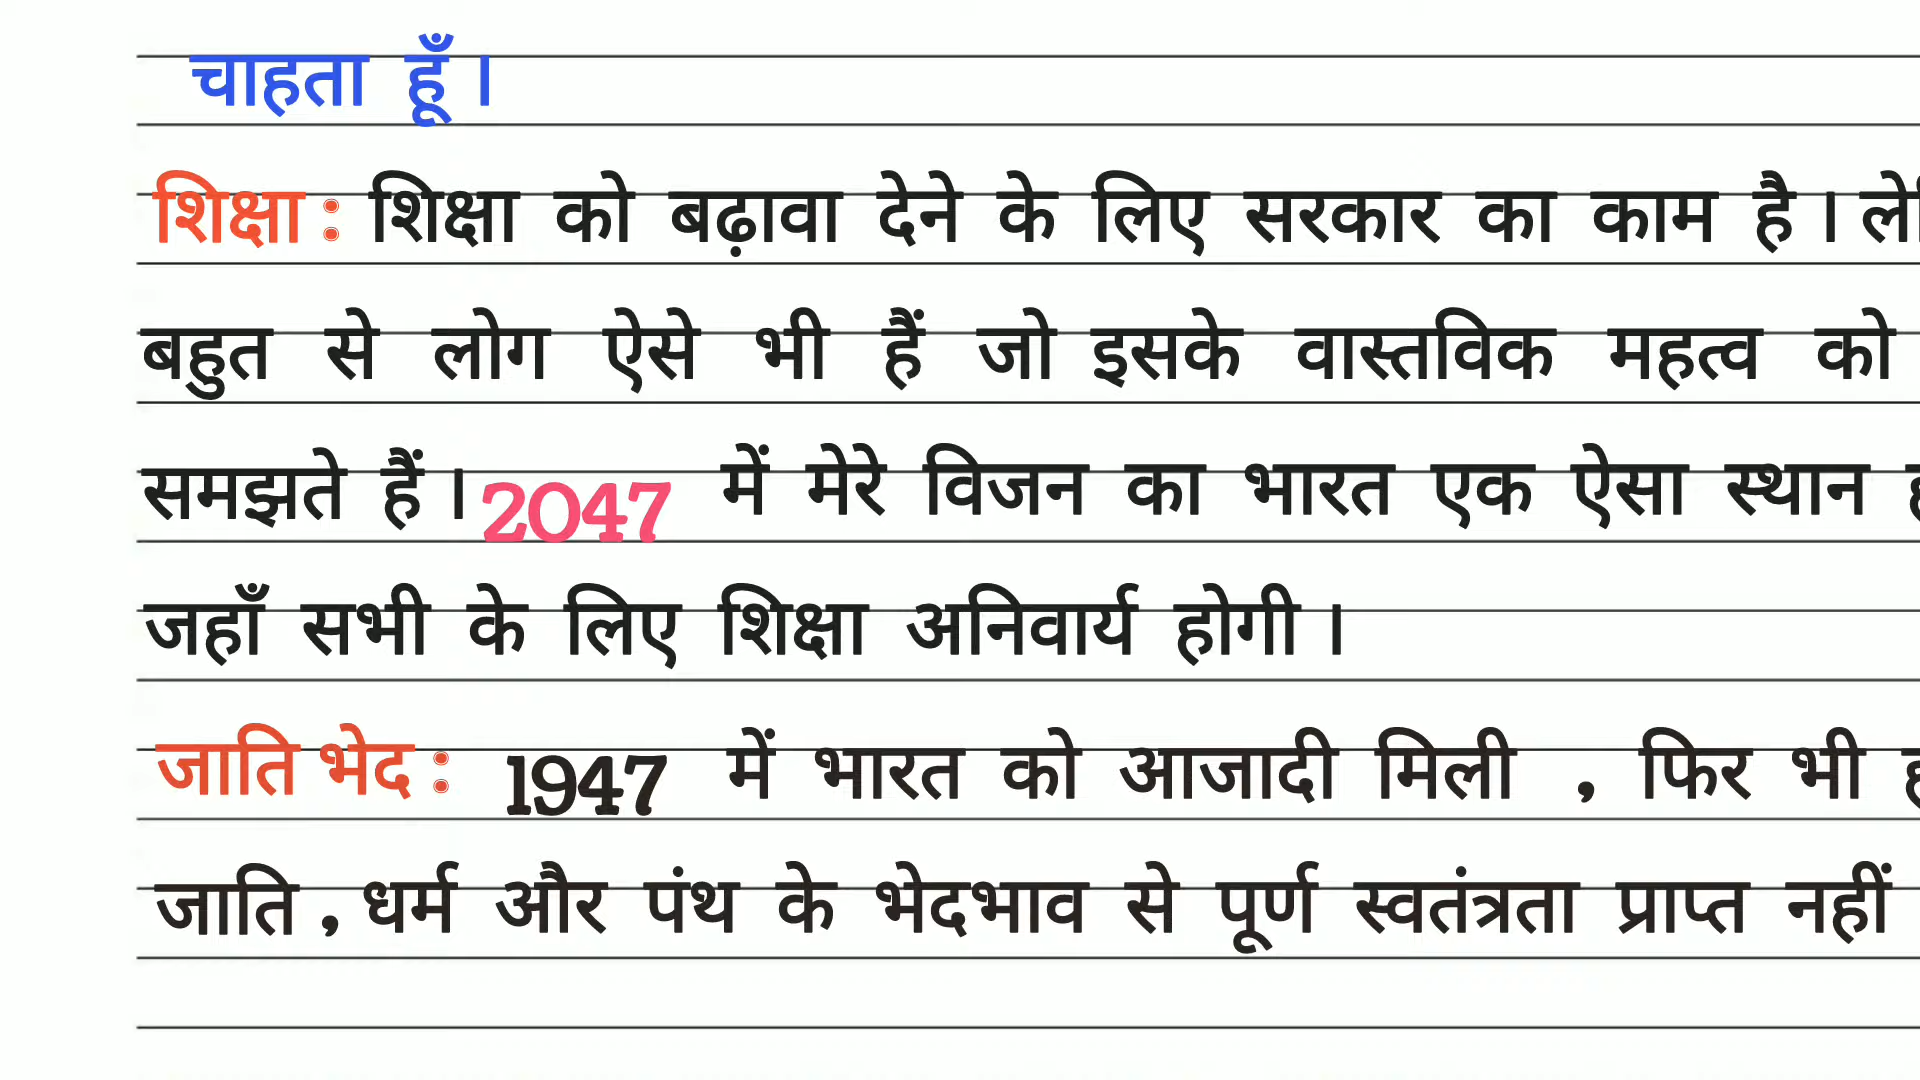 चाहता हूँ ।
शिक्षा : शिक्षा को बढ़ावा देने के लिए सरकार का काम है ।
बहुत से लोग ऐसे भी हैं जो इसके वास्तविक महत्व को
समझते हैं । 2047 में मेरे विजन का भारत एक ऐसा स्थान
जहाँ सभी के लिए शिक्षा अनिवार्य होगी ।
जाति भेद : 1947 में भारत को आजादी मिली , फिर भी
जाति , धर्म और पंथ के भेदभाव से पूर्ण स्वतंत्रता प्राप्त नहीं